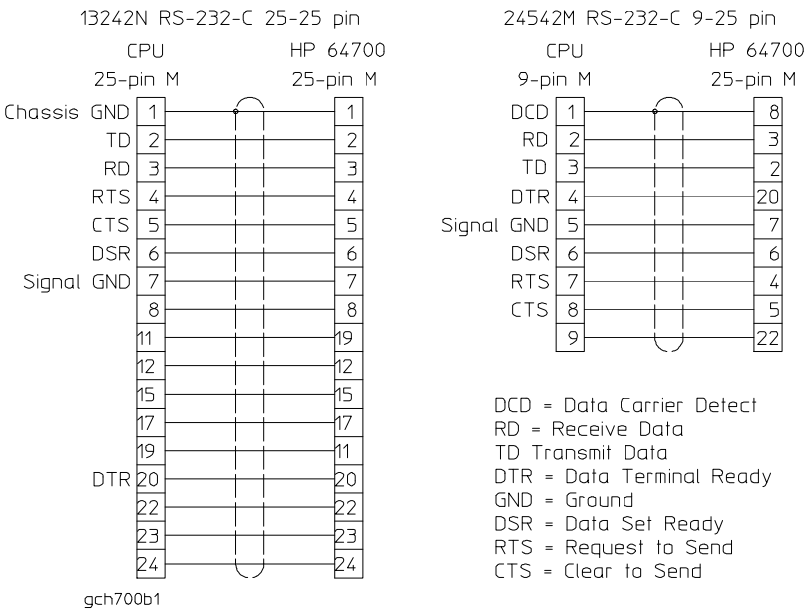 13242N RS-232-C 25-25 pin
CPU HP 64700
25-pin M 25-pin M
Chassis GND 1 1
TD 2 2
RD 3 3
RTS 4 4
CTS 5 5
DSR 6 6
Signal GND 7 7
8 8
11 19
12 12
15 15
17 17
19 11
DTR 20 20
22 22
23 23
24 24
gch700b1
24542M RS-232-C 9-25 pin
CPU HP 64700
9-pin M 25-pin M
DCD 1 8
RD 2 3
TD 3 2
DTR 4 20
Signal GND 5 7
DSR 6 6
RTS 7 4
CTS 8 5
9 22
DCD = Data Carrier Detect
RD = Receive Data
TD Transmit Data
DTR = Data Terminal Ready
GND = Ground
DSR = Data Set Ready
RTS = Request to Send
CTS = Clear to Send